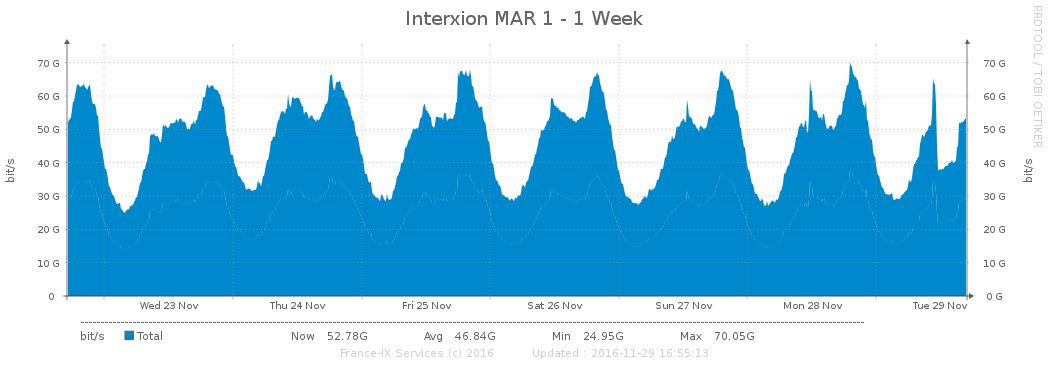 Interxion MAR 1 - 1 Week
RRDTOOL / TOBI OETIKER
bit/s
70 G
60 G
50 G
40 G
30 G
20 G
10 G
0
70 G
60 G
50 G
40 G
30 G
20 G
10 G
0 G
bit/s
Wed 23 Nov Thu 24 Nov Fri 25 Nov Sat 26 Nov Sun 27 Nov Mon 28 Nov Tue 29 Nov
bit/s Total Now 52.78G Avg 46.84G Min 24.95G Max 70.05G
France-IX Services (c) 2016 Updated : 2016-11-29 16:55:13